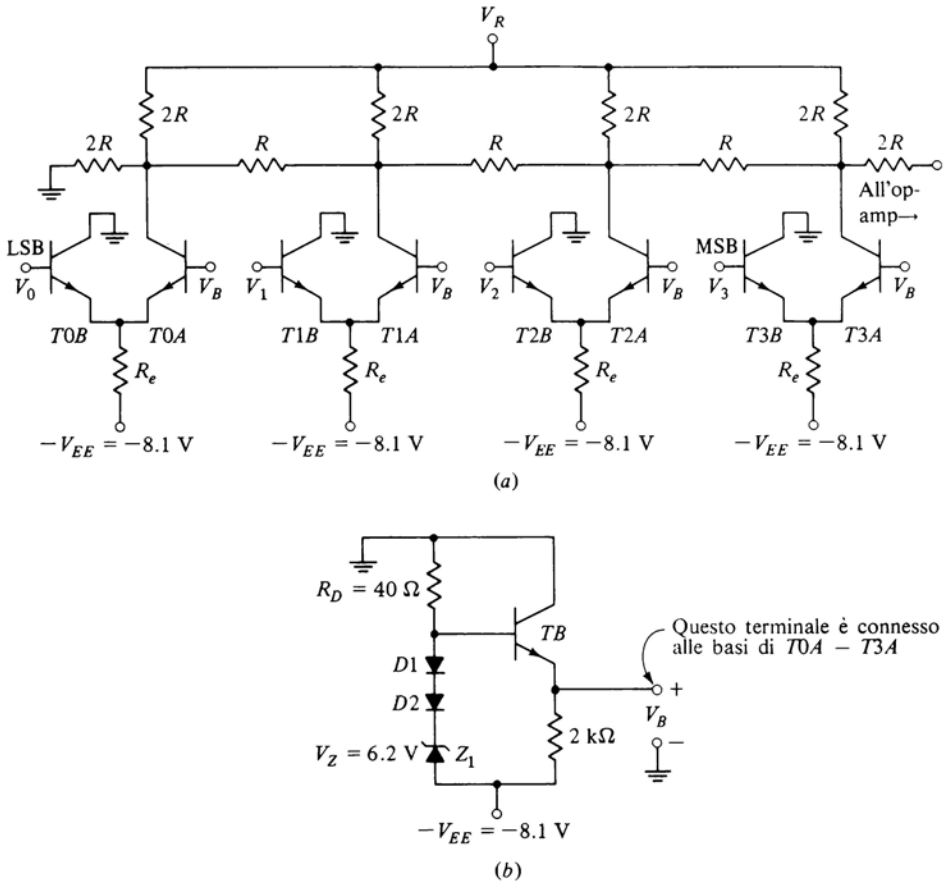 V_R
2R 2R 2R 2R
2R R R R 2R
All'op-
amp→
LSB MSB
V_0 V_B V_1 V_B V_2 V_B V_3 V_B
T0B T0A T1B T1A T2B T2A T3B T3A
R_e R_e R_e R_e
−V_EE = −8.1 V −V_EE = −8.1 V −V_EE = −8.1 V −V_EE = −8.1 V
(a)
R_D = 40 Ω
TB
Questo terminale è connesso
alle basi di T0A − T3A
D1
D2
+
V_B
−
2 kΩ
V_Z = 6.2 V Z_1
−V_EE = −8.1 V
(b)